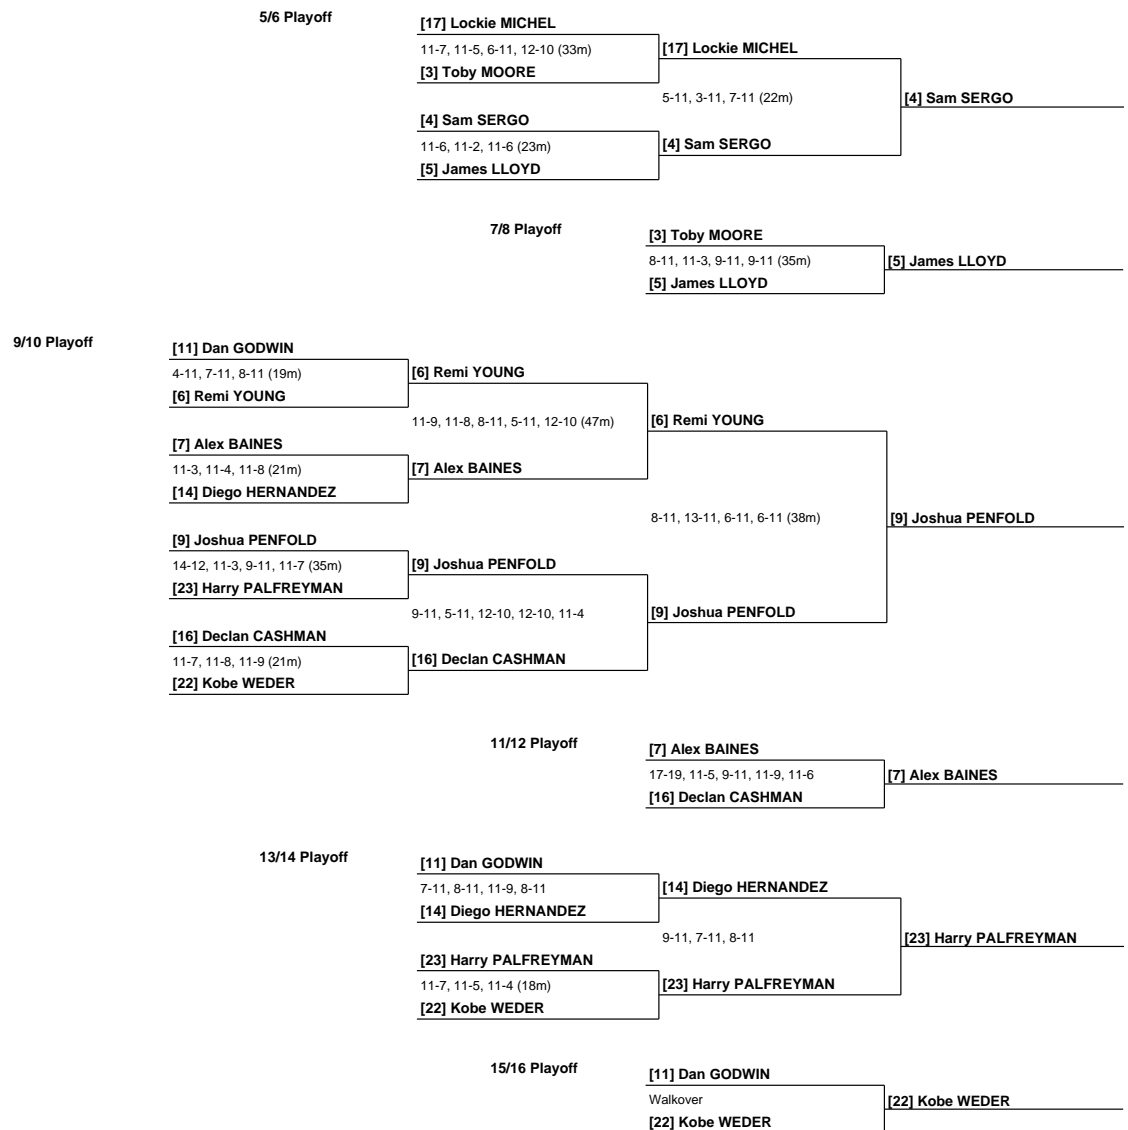 5/6 Playoff
[17] Lockie MICHEL
11-7, 11-5, 6-11, 12-10 (33m)
[17] Lockie MICHEL
[3] Toby MOORE
5-11, 3-11, 7-11 (22m)
[4] Sam SERGO
[4] Sam SERGO
11-6, 11-2, 11-6 (23m)
[4] Sam SERGO
[5] James LLOYD
7/8 Playoff
[3] Toby MOORE
8-11, 11-3, 9-11, 9-11 (35m)
[5] James LLOYD
[5] James LLOYD
9/10 Playoff
[11] Dan GODWIN
4-11, 7-11, 8-11 (19m)
[6] Remi YOUNG
[6] Remi YOUNG
11-9, 11-8, 8-11, 5-11, 12-10 (47m)
[6] Remi YOUNG
[7] Alex BAINES
11-3, 11-4, 11-8 (21m)
[7] Alex BAINES
[14] Diego HERNANDEZ
8-11, 13-11, 6-11, 6-11 (38m)
[9] Joshua PENFOLD
[9] Joshua PENFOLD
14-12, 11-3, 9-11, 11-7 (35m)
[9] Joshua PENFOLD
[23] Harry PALFREYMAN
9-11, 5-11, 12-10, 12-10, 11-4
[9] Joshua PENFOLD
[16] Declan CASHMAN
11-7, 11-8, 11-9 (21m)
[16] Declan CASHMAN
[22] Kobe WEDER
11/12 Playoff
[7] Alex BAINES
17-19, 11-5, 9-11, 11-9, 11-6
[7] Alex BAINES
[16] Declan CASHMAN
13/14 Playoff
[11] Dan GODWIN
7-11, 8-11, 11-9, 8-11
[14] Diego HERNANDEZ
[14] Diego HERNANDEZ
9-11, 7-11, 8-11
[23] Harry PALFREYMAN
[23] Harry PALFREYMAN
11-7, 11-5, 11-4 (18m)
[23] Harry PALFREYMAN
[22] Kobe WEDER
15/16 Playoff
[11] Dan GODWIN
Walkover
[22] Kobe WEDER
[22] Kobe WEDER